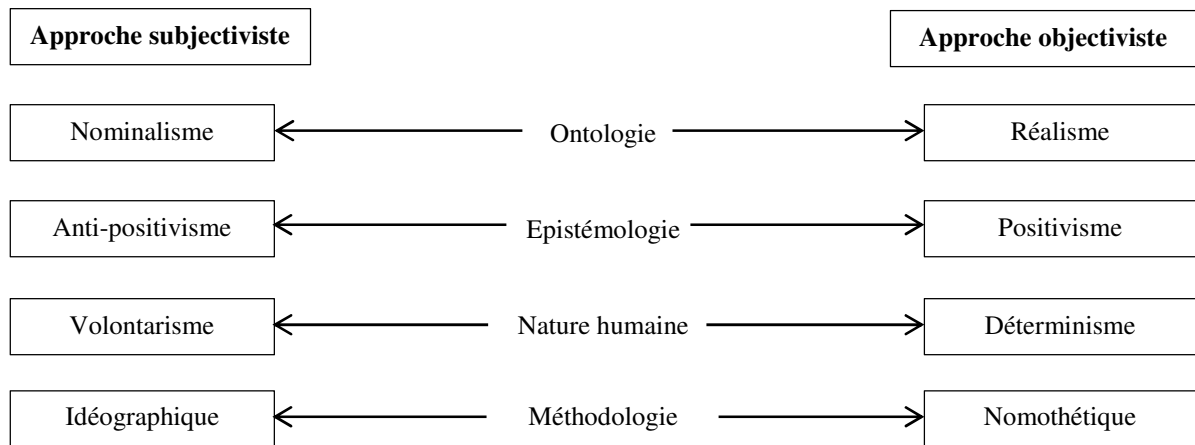 Approche subjectiviste
Approche objectiviste
Nominalisme Ontologie Réalisme
Anti-positivisme Epistémologie Positivisme
Volontarisme Nature humaine Déterminisme
Idéographique Méthodologie Nomothétique